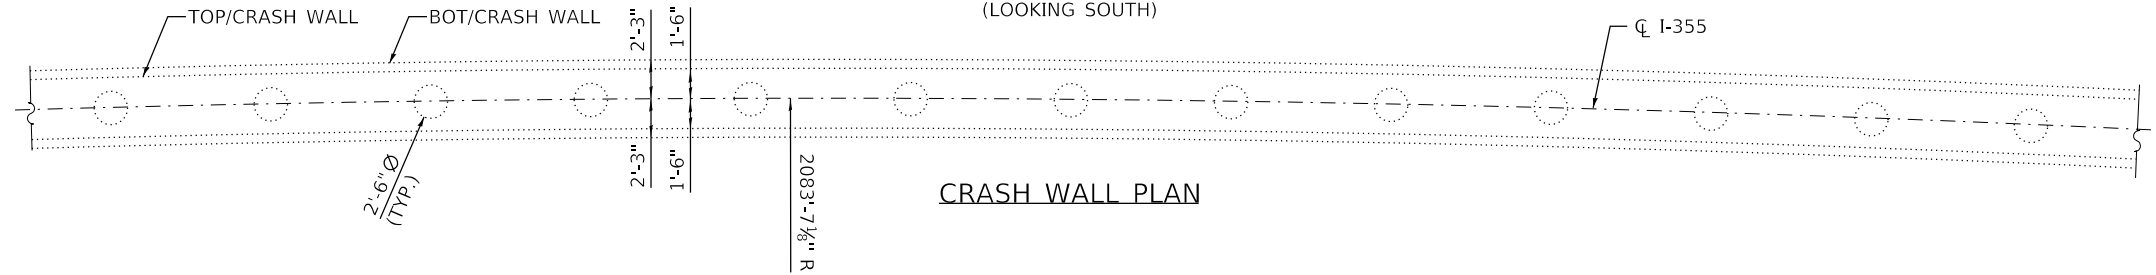 (LOOKING SOUTH)
TOP/CRASH WALL
BOT/CRASH WALL
2'-3"
1'-6"
℄ I-355
2'-6"Ø
(TYP.)
2'-3"
1'-6"
2083'-7⅛" R
CRASH WALL PLAN